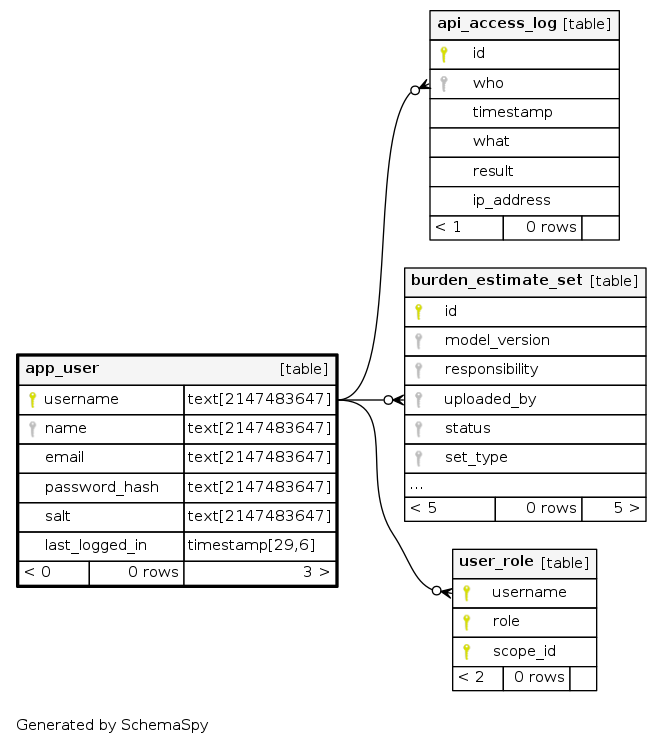 api_access_log [table]
id
who
timestamp
what
result
ip_address
< 1 0 rows
burden_estimate_set [table]
id
model_version
responsibility
uploaded_by
status
set_type
...
< 5 0 rows 5 >
app_user [table]
username text[2147483647]
name text[2147483647]
email text[2147483647]
password_hash text[2147483647]
salt text[2147483647]
last_logged_in timestamp[29,6]
< 0 0 rows 3 >
user_role [table]
username
role
scope_id
< 2 0 rows
Generated by SchemaSpy